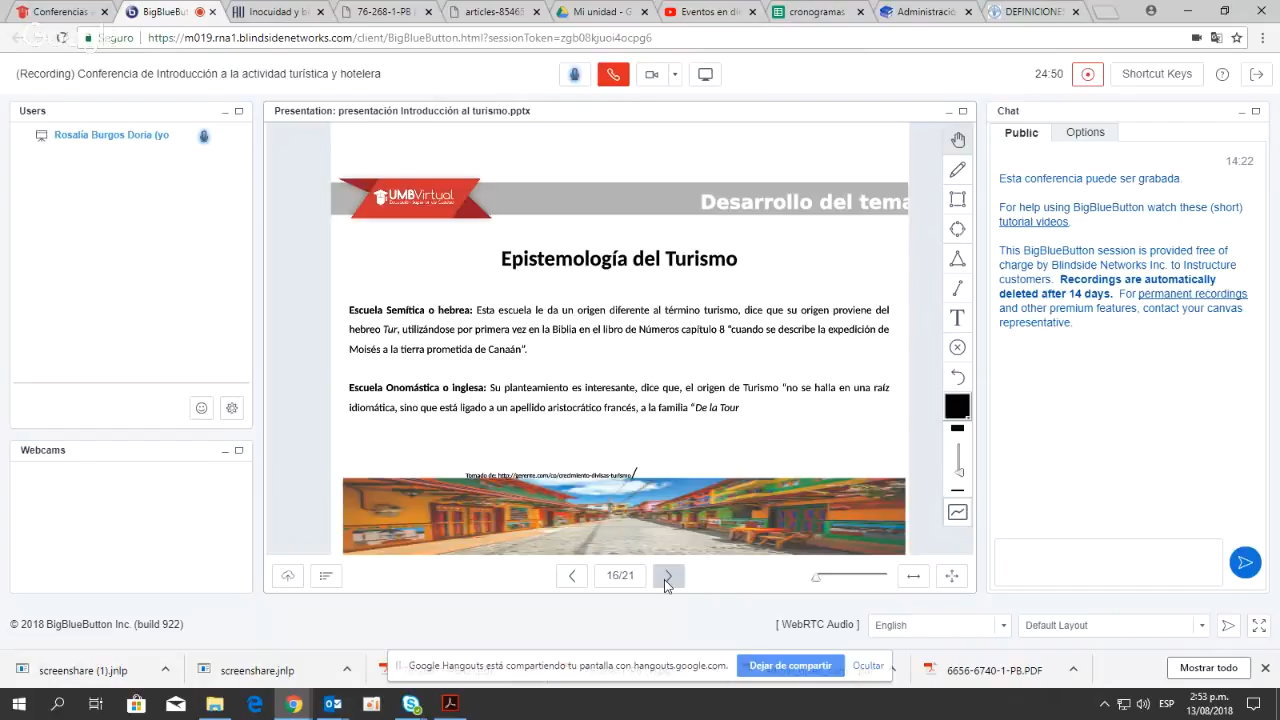 Conferencias e
BigBlueBut
Inocuidad y bi
76-268-1-PB (
articles-85468
Mi unidad - G
Eventos en di
cronogramas
Administració
DEFINICIONES
https://m019.rna1.blindsidenetworks.com/client/BigBlueButton.html?sessionToken=zgb08kjuoi4ocpg6
(Recording) Conferencia de Introducción a la actividad turística y hotelera
24:50
Shortcut Keys
Users
Presentation: presentación Introducción al turismo.pptx
Chat
Rosalía Burgos Doria (yo
Public
Options
14:22
Esta conferencia puede ser grabada.
For help using BigBlueButton watch these (short)
tutorial videos.
This BigBlueButton session is provided free of
charge by Blindside Networks Inc. to Instructure
customers. Recordings are automatically
deleted after 14 days. For permanent recordings
and other premium features, contact your canvas
representative.
UMBVirtual
Desarrollo del tema
Epistemología del Turismo
Escuela Semítica o hebrea: Esta escuela le da un origen diferente al término turismo, dice que su origen proviene del
hebreo Tur, utilizándose por primera vez en la Biblia en el libro de Números capítulo 8 “cuando se describe la expedición de
Moisés a la tierra prometida de Canaán”.
Escuela Onomástica o inglesa: Su planteamiento es interesante, dice que, el origen de Turismo “no se halla en una raíz
idiomática, sino que está ligado a un apellido aristocrático francés, a la familia “De la Tour
Tomado de: http://gerente.com/co/crecimiento-divisas-turismo/
T
Webcams
16/21
© 2018 BigBlueButton Inc. (build 922)
[ WebRTC Audio ]
English
Default Layout
screenshare (1).jnlp
screenshare.jnlp
Google Hangouts está compartiendo tu pantalla con hangouts.google.com.
Dejar de compartir
Ocultar
6656-6740-1-PB.PDF
Mostrar todo
ESP
2:53 p.m.
13/08/2018